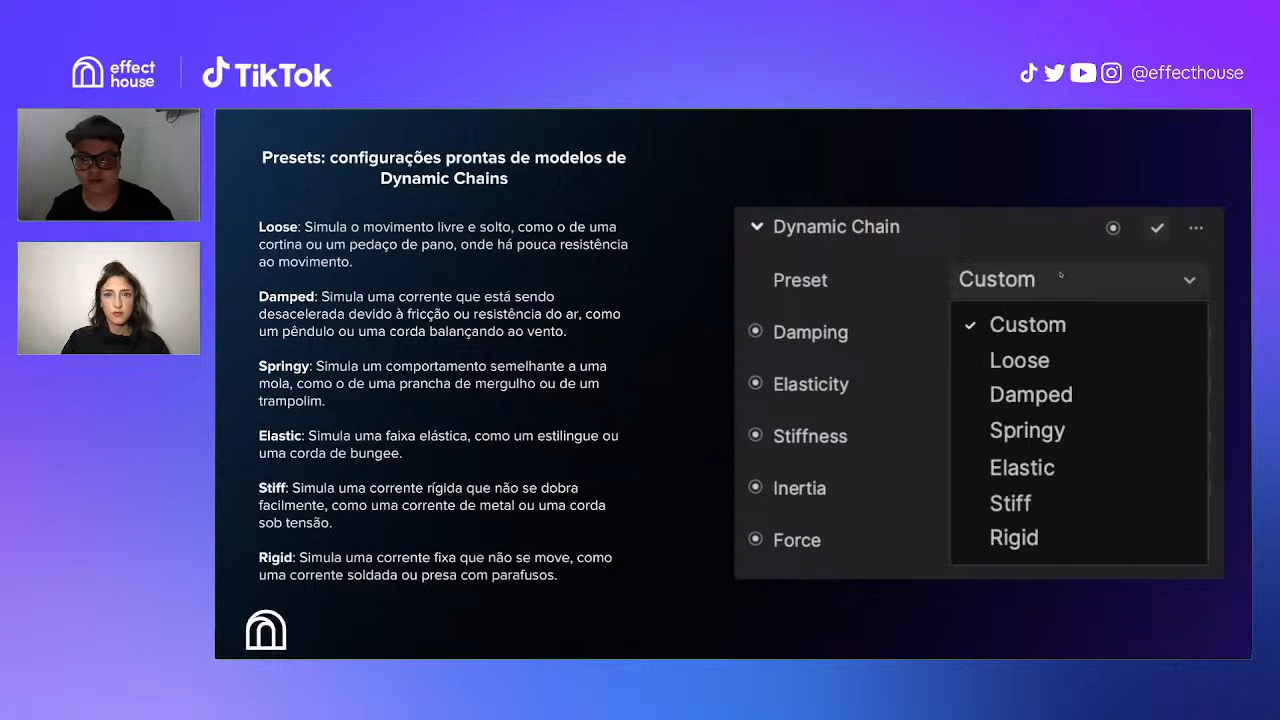 effect house
TikTok
@effecthouse
Presets: configurações prontas de modelos de
Dynamic Chains
Loose: Simula o movimento livre e solto, como o de uma
cortina ou um pedaço de pano, onde há pouca resistência
ao movimento.
Damped: Simula uma corrente que está sendo
desacelerada devido à fricção ou resistência do ar, como
um pêndulo ou uma corda balançando ao vento.
Springy: Simula um comportamento semelhante a uma
mola, como o de uma prancha de mergulho ou de um
trampolim.
Elastic: Simula uma faixa elástica, como um estilingue ou
uma corda de bungee.
Stiff: Simula uma corrente rígida que não se dobra
facilmente, como uma corrente de metal ou uma corda
sob tensão.
Rigid: Simula uma corrente fixa que não se move, como
uma corrente soldada ou presa com parafusos.
Dynamic Chain
Preset
Custom
Damping
Elasticity
Stiffness
Inertia
Force
Custom
Loose
Damped
Springy
Elastic
Stiff
Rigid